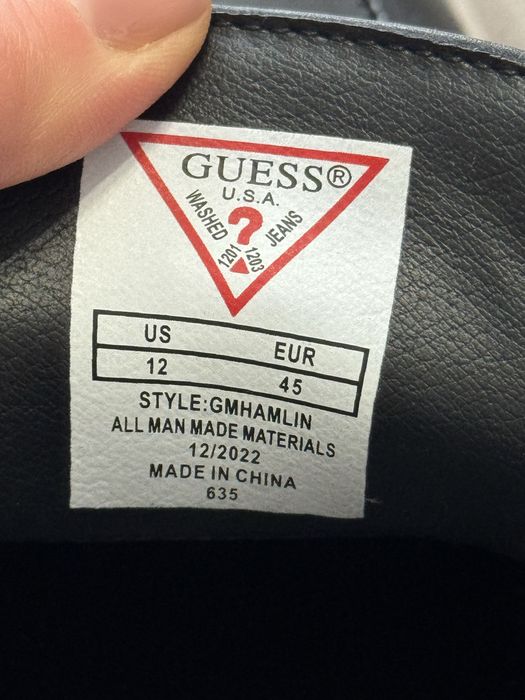 GUESS®
U.S.A.
WASHED ? JEANS
1201 1203
US EUR
12 45
STYLE:GMHAMLIN
ALL MAN MADE MATERIALS
12/2022
MADE IN CHINA
635